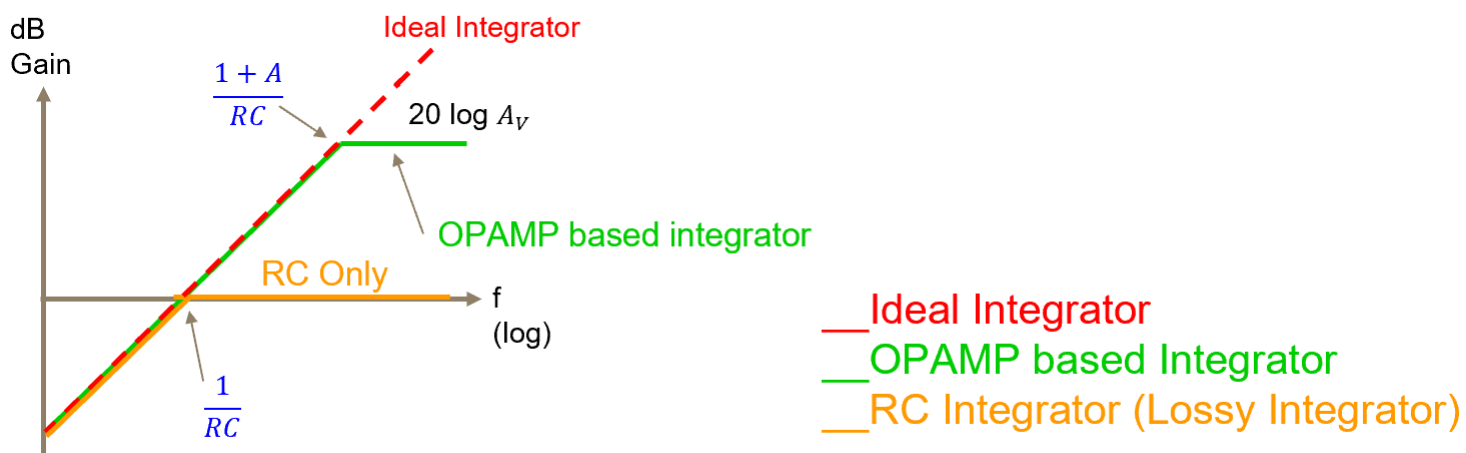 dB
Gain
Ideal Integrator
1 + A
RC
20 log A_V
OPAMP based integrator
RC Only
f
(log)
1
RC
__Ideal Integrator
__OPAMP based Integrator
__RC Integrator (Lossy Integrator)